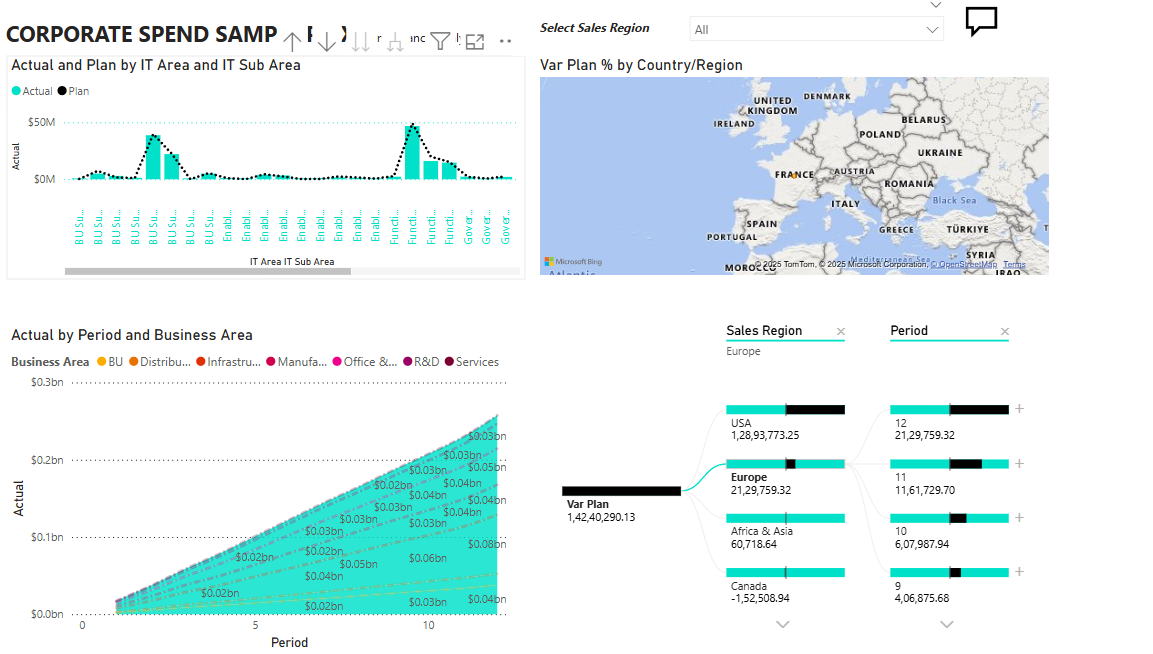 CORPORATE SPEND SAMP
Select Sales Region
All
Actual and Plan by IT Area and IT Sub Area
Actual Plan
$50M
$0M
Actual
BU Su...
BU Su...
BU Su...
BU Su...
BU Su...
BU Su...
BU Su...
BU Su...
Enabl...
Enabl...
Enabl...
Enabl...
Enabl...
Enabl...
Enabl...
Enabl...
Enabl...
Functi...
Functi...
Functi...
Functi...
Gover...
Gover...
Gover...
IT Area IT Sub Area
Var Plan % by Country/Region
UNITED
KINGDOM
DENMARK
IRELAND
BELARUS
POLAND
UKRAINE
FRANCE
AUSTRIA
ROMANIA
ITALY
Black Sea
SPAIN
GREECE
TÜRKIYE
PORTUGAL
SYRIA
Mediterranean Sea
MOROCCO
IRAQ
Microsoft Bing
© 2025 TomTom, © 2025 Microsoft Corporation, © OpenStreetMap Terms
Atlantic
Actual by Period and Business Area
Business Area BU Distribu... Infrastru... Manufa... Office &... R&D Services
$0.3bn
$0.2bn
$0.1bn
$0.0bn
Actual
$0.03bn
$0.03bn
$0.03bn
$0.05bn
$0.02bn
$0.04bn
$0.04bn
$0.03bn
$0.04bn
$0.03bn
$0.04bn
$0.03bn
$0.03bn
$0.02bn
$0.08bn
$0.02bn
$0.05bn
$0.06bn
$0.04bn
$0.02bn
$0.02bn
$0.03bn
$0.04bn
0 5 10
Period
Var Plan
1,42,40,290.13
Sales Region
Europe
USA
1,28,93,773.25
Europe
21,29,759.32
Africa & Asia
60,718.64
Canada
-1,52,508.94
Period
12
21,29,759.32
11
11,61,729.70
10
6,07,987.94
9
4,06,875.68